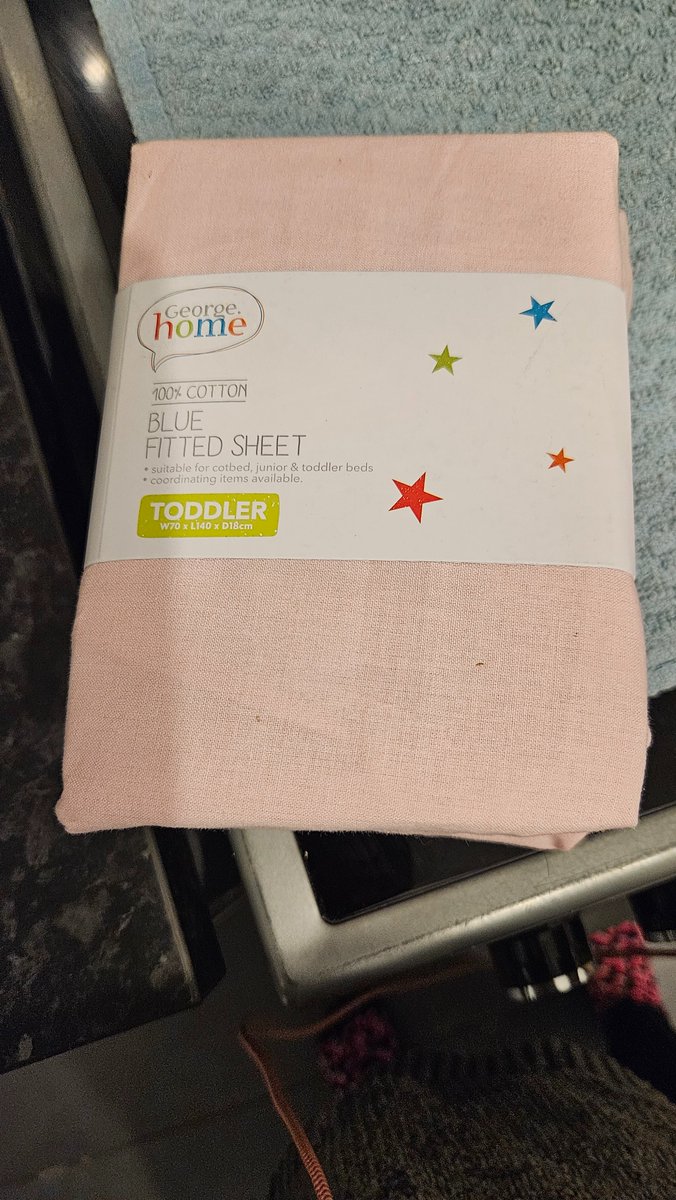 George.
home
100% COTTON
BLUE
FITTED SHEET
• suitable for cotbed, junior & toddler beds
• coordinating items available.
TODDLER
W70 x L140 x D18cm